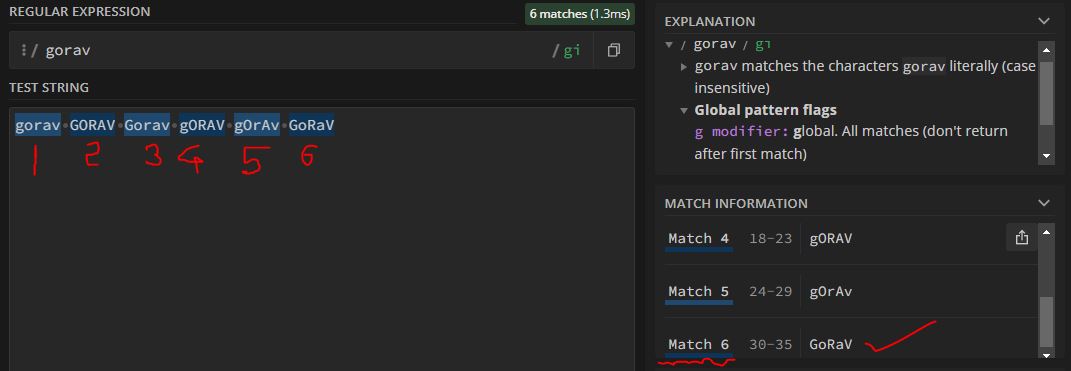 REGULAR EXPRESSION
6 matches (1.3ms)
/ gorav / gi
TEST STRING
gorav·GORAV·Gorav·gORAV·gOrAv·GoRaV
1 2 3 4 5 6
EXPLANATION
/ gorav / gi
gorav matches the characters gorav literally (case
insensitive)
Global pattern flags
g modifier: global. All matches (don't return
after first match)
MATCH INFORMATION
Match 4 18-23 gORAV
Match 5 24-29 gOrAv
Match 6 30-35 GoRaV